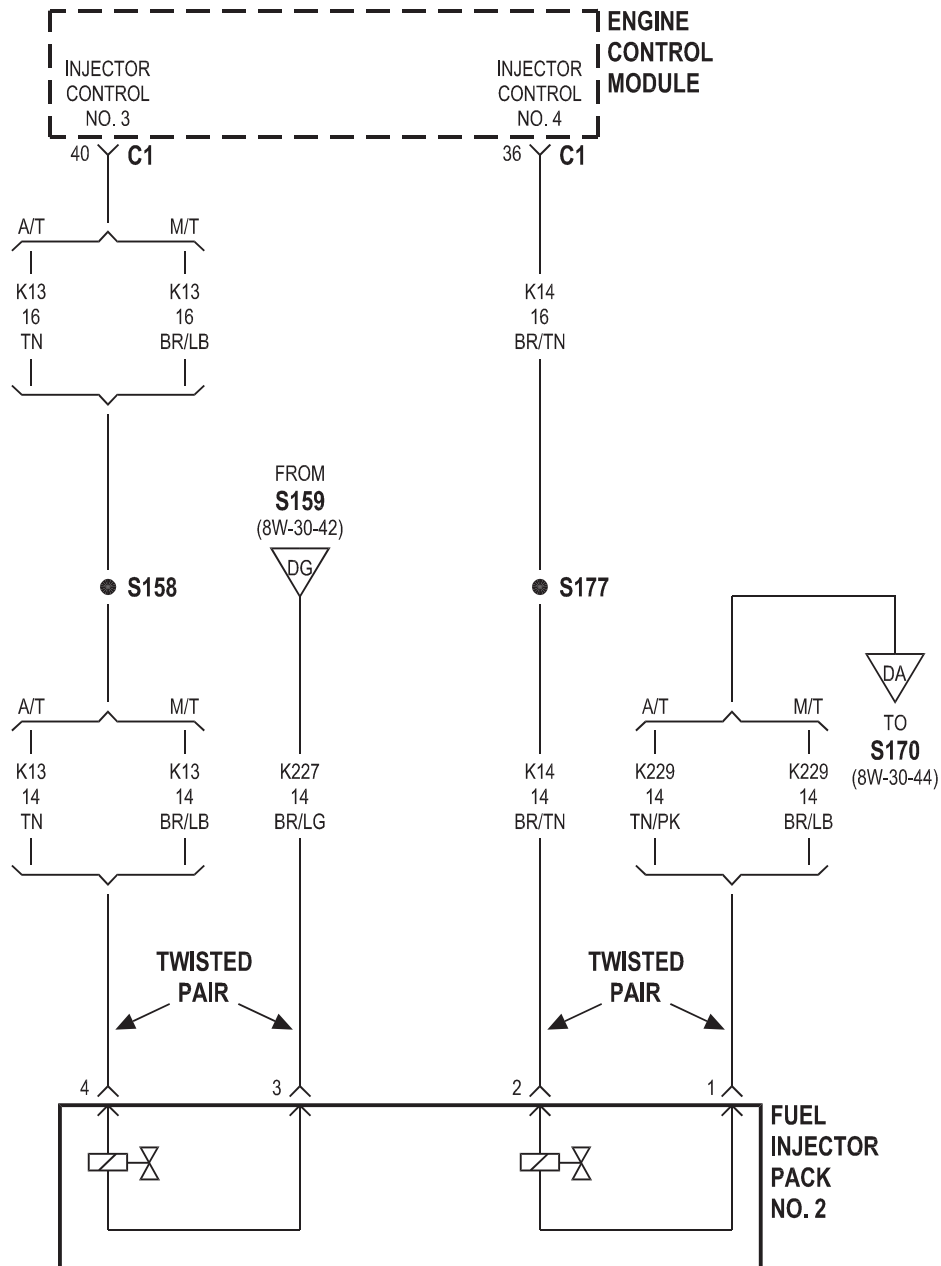 ENGINE
CONTROL
MODULE
INJECTOR
CONTROL
NO. 3
INJECTOR
CONTROL
NO. 4
40
C1
36
C1
A/T
M/T
K13
16
TN
K13
16
BR/LB
K14
16
BR/TN
FROM
S159
(8W-30-42)
DG
S158
S177
DA
TO
S170
(8W-30-44)
A/T
M/T
A/T
M/T
K13
14
TN
K13
14
BR/LB
K227
14
BR/LG
K14
14
BR/TN
K229
14
TN/PK
K229
14
BR/LB
TWISTED
PAIR
TWISTED
PAIR
4
3
2
1
FUEL
INJECTOR
PACK
NO. 2